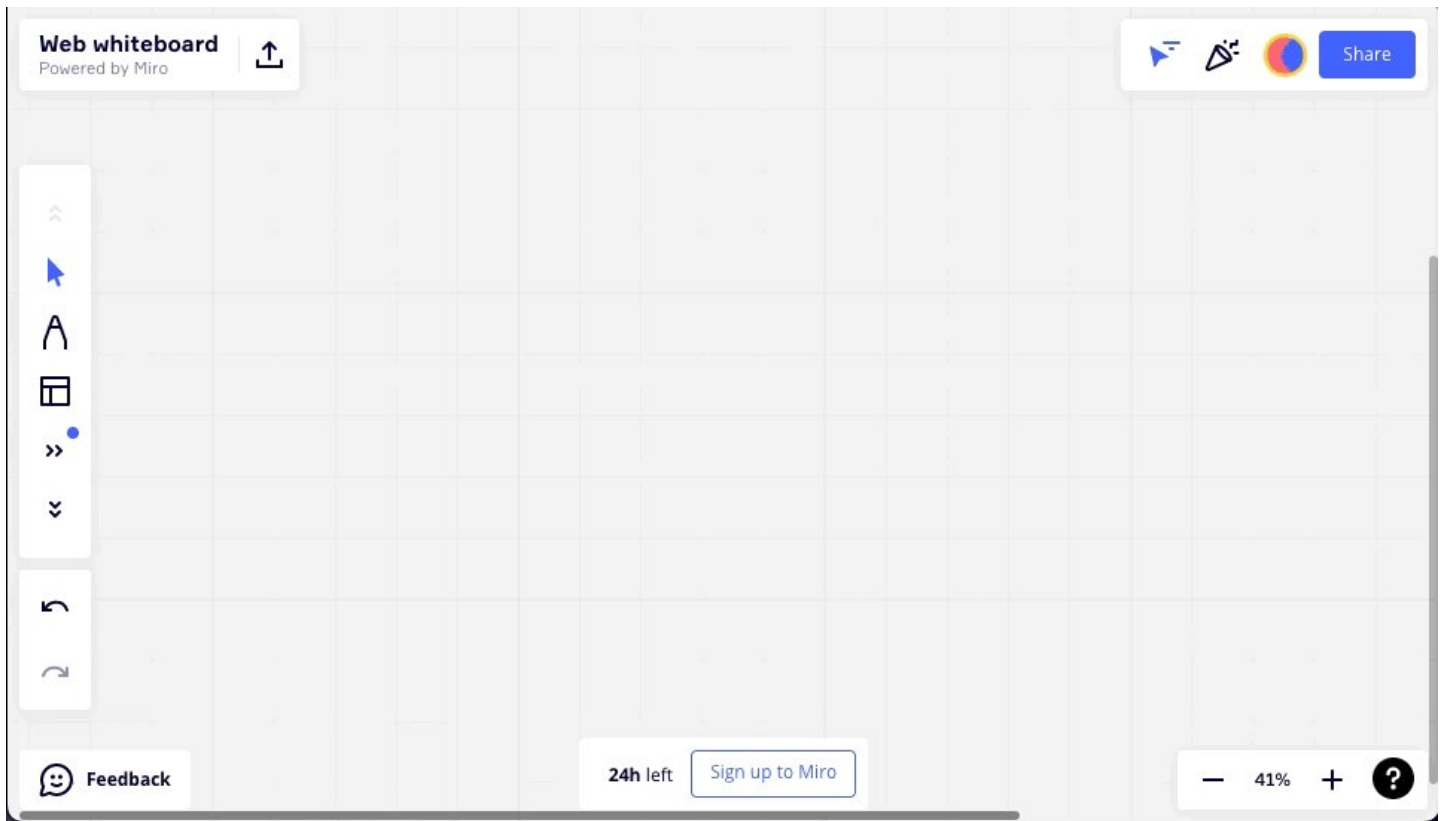 Web whiteboard
Powered by Miro
Share
Feedback
24h left
Sign up to Miro
41%
?